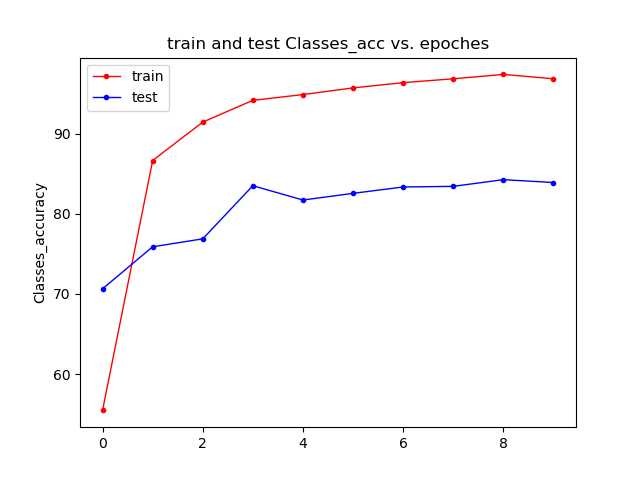 train and test Classes_acc vs. epoches
train
test
Classes_accuracy
90
80
70
60
0 2 4 6 8